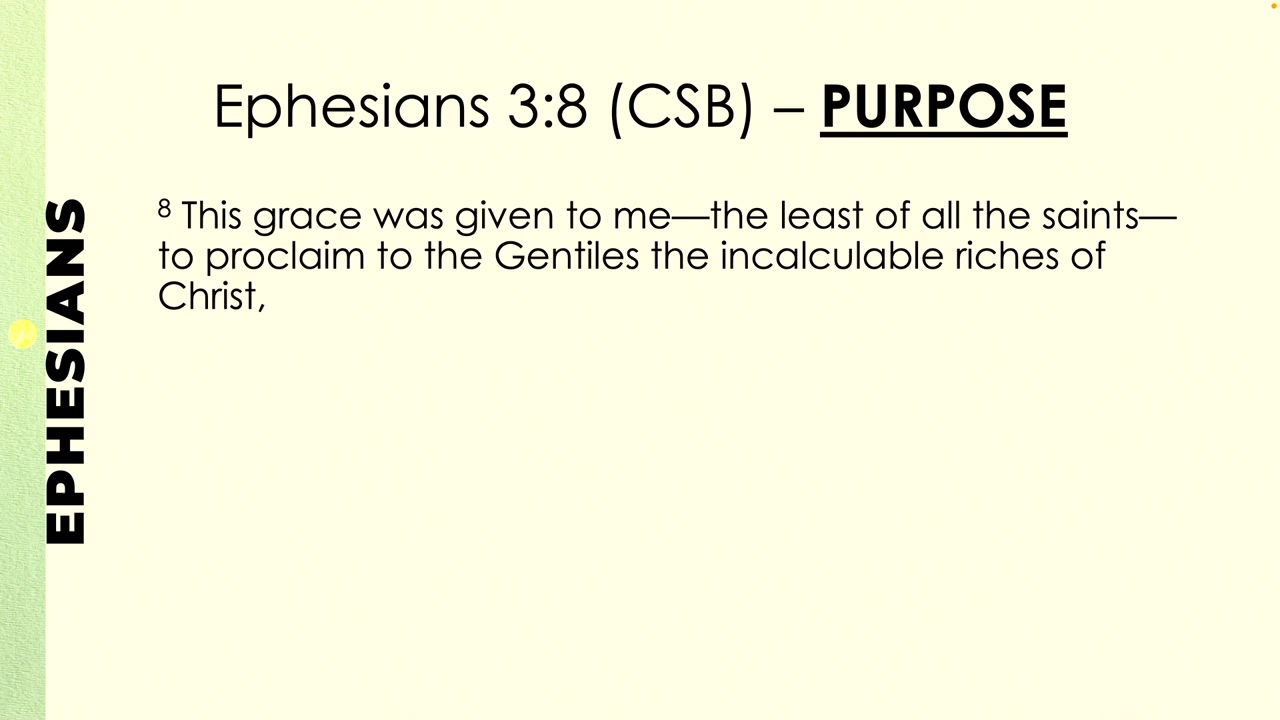 Ephesians 3:8 (CSB) – PURPOSE
8 This grace was given to me—the least of all the saints—
to proclaim to the Gentiles the incalculable riches of
Christ,
EPHESIANS